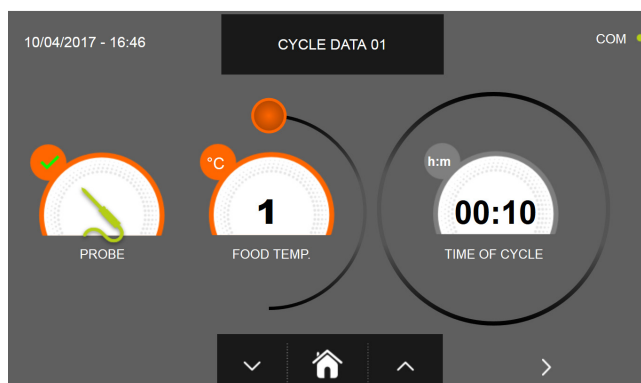 10/04/2017 - 16:46
CYCLE DATA 01
COM
°C
h:m
1
00:10
PROBE
FOOD TEMP.
TIME OF CYCLE